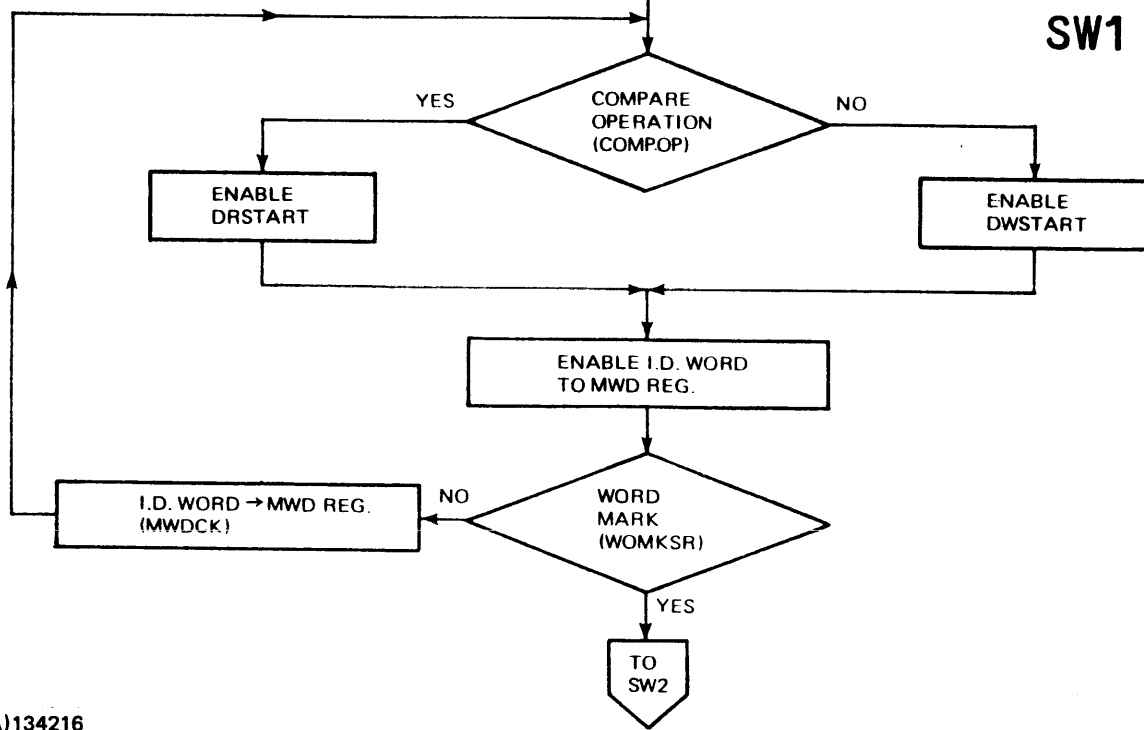 SW1
YES
COMPARE
OPERATION
(COMP.OP)
NO
ENABLE
DRSTART
ENABLE
DWSTART
ENABLE I.D. WORD
TO MWD REG.
I.D. WORD → MWD REG.
(MWDCK)
NO
WORD
MARK
(WOMKSR)
YES
TO
SW2
)134216